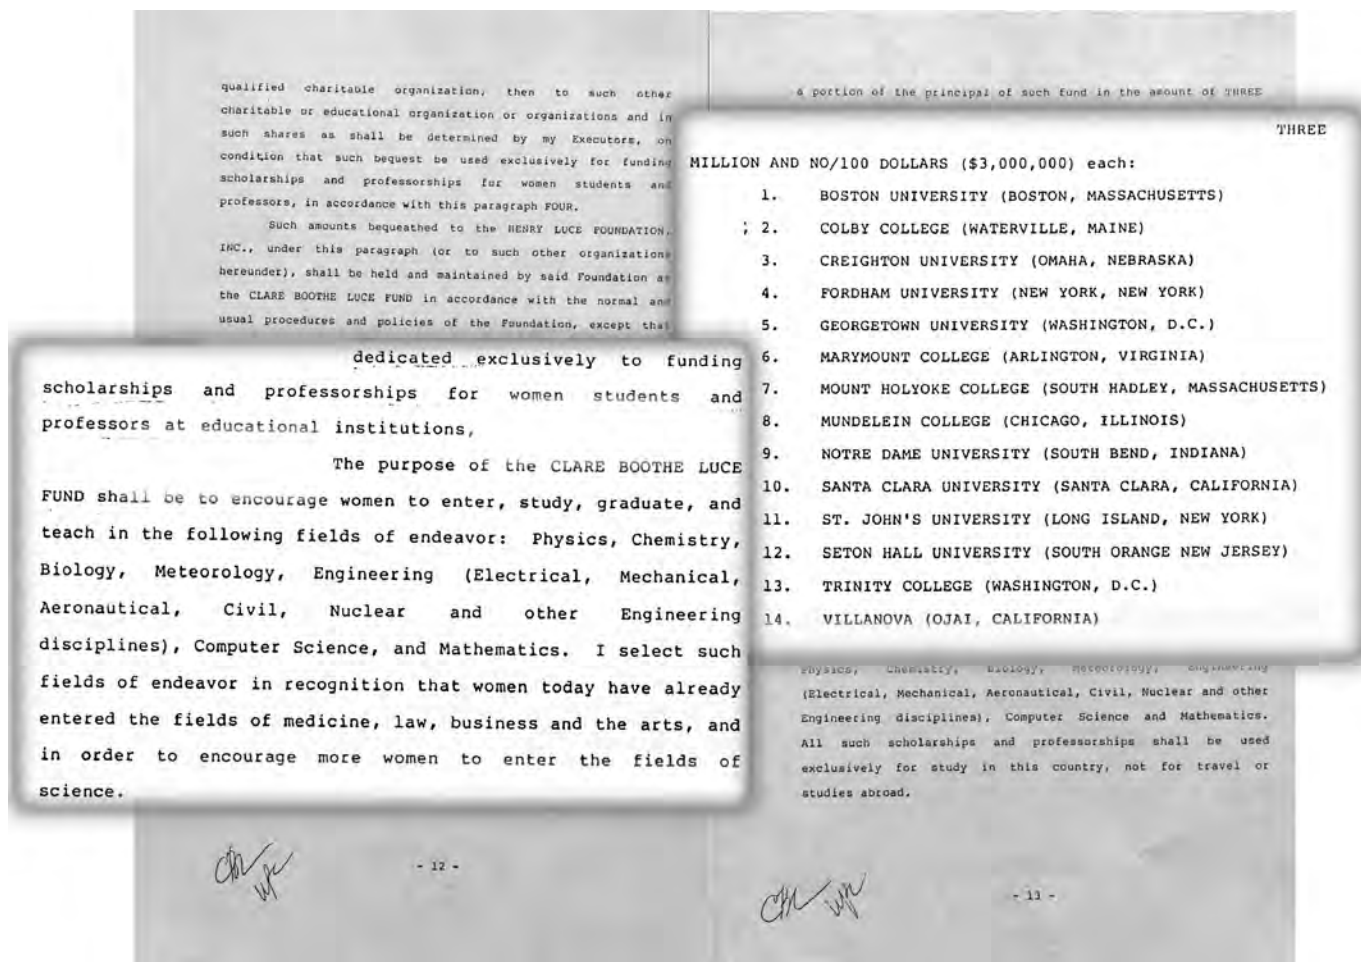 qualified charitable organization, then to such other
charitable or educational organization or organizations and in
such shares as shall be determined by my Executors, on
condition that such bequest be used exclusively for funding
scholarships and professorships for women students and
professors, in accordance with this paragraph FOUR.
Such amounts bequeathed to the HENRY LUCE FOUNDATION,
INC., under this paragraph (or to such other organizations
hereunder), shall be held and maintained by said Foundation as
the CLARE BOOTHE LUCE FUND in accordance with the normal and
usual procedures and policies of the Foundation, except that
dedicated exclusively to funding
scholarships and professorships for women students and
professors at educational institutions,
The purpose of the CLARE BOOTHE LUCE
FUND shall be to encourage women to enter, study, graduate, and
teach in the following fields of endeavor: Physics, Chemistry,
Biology, Meteorology, Engineering (Electrical, Mechanical,
Aeronautical, Civil, Nuclear and other Engineering
disciplines), Computer Science, and Mathematics. I select such
fields of endeavor in recognition that women today have already
entered the fields of medicine, law, business and the arts, and
in order to encourage more women to enter the fields of
science.
CBL
- 12 -
a portion of the principal of such fund in the amount of THREE
THREE
MILLION AND NO/100 DOLLARS ($3,000,000) each:
1. BOSTON UNIVERSITY (BOSTON, MASSACHUSETTS)
; 2. COLBY COLLEGE (WATERVILLE, MAINE)
3. CREIGHTON UNIVERSITY (OMAHA, NEBRASKA)
4. FORDHAM UNIVERSITY (NEW YORK, NEW YORK)
5. GEORGETOWN UNIVERSITY (WASHINGTON, D.C.)
6. MARYMOUNT COLLEGE (ARLINGTON, VIRGINIA)
7. MOUNT HOLYOKE COLLEGE (SOUTH HADLEY, MASSACHUSETTS)
8. MUNDELEIN COLLEGE (CHICAGO, ILLINOIS)
9. NOTRE DAME UNIVERSITY (SOUTH BEND, INDIANA)
10. SANTA CLARA UNIVERSITY (SANTA CLARA, CALIFORNIA)
11. ST. JOHN'S UNIVERSITY (LONG ISLAND, NEW YORK)
12. SETON HALL UNIVERSITY (SOUTH ORANGE NEW JERSEY)
13. TRINITY COLLEGE (WASHINGTON, D.C.)
14. VILLANOVA (OJAI, CALIFORNIA)
Physics, Chemistry, Biology, Meteorology, Engineering
(Electrical, Mechanical, Aeronautical, Civil, Nuclear and other
Engineering disciplines), Computer Science and Mathematics.
All such scholarships and professorships shall be used
exclusively for study in this country, not for travel or
studies abroad.
CBL
- 13 -